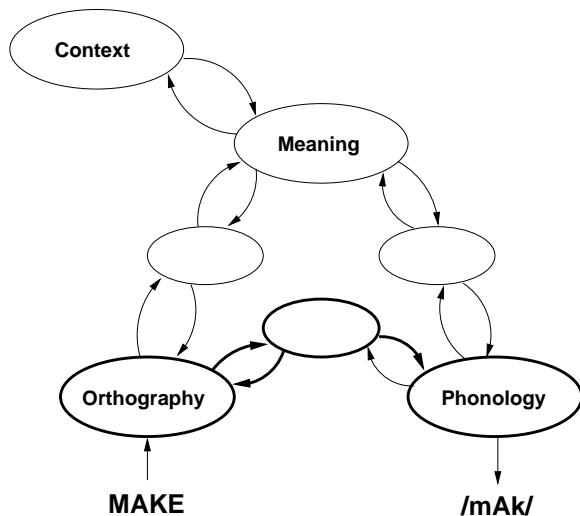 Context
Meaning
Orthography
Phonology
MAKE
/mAk/